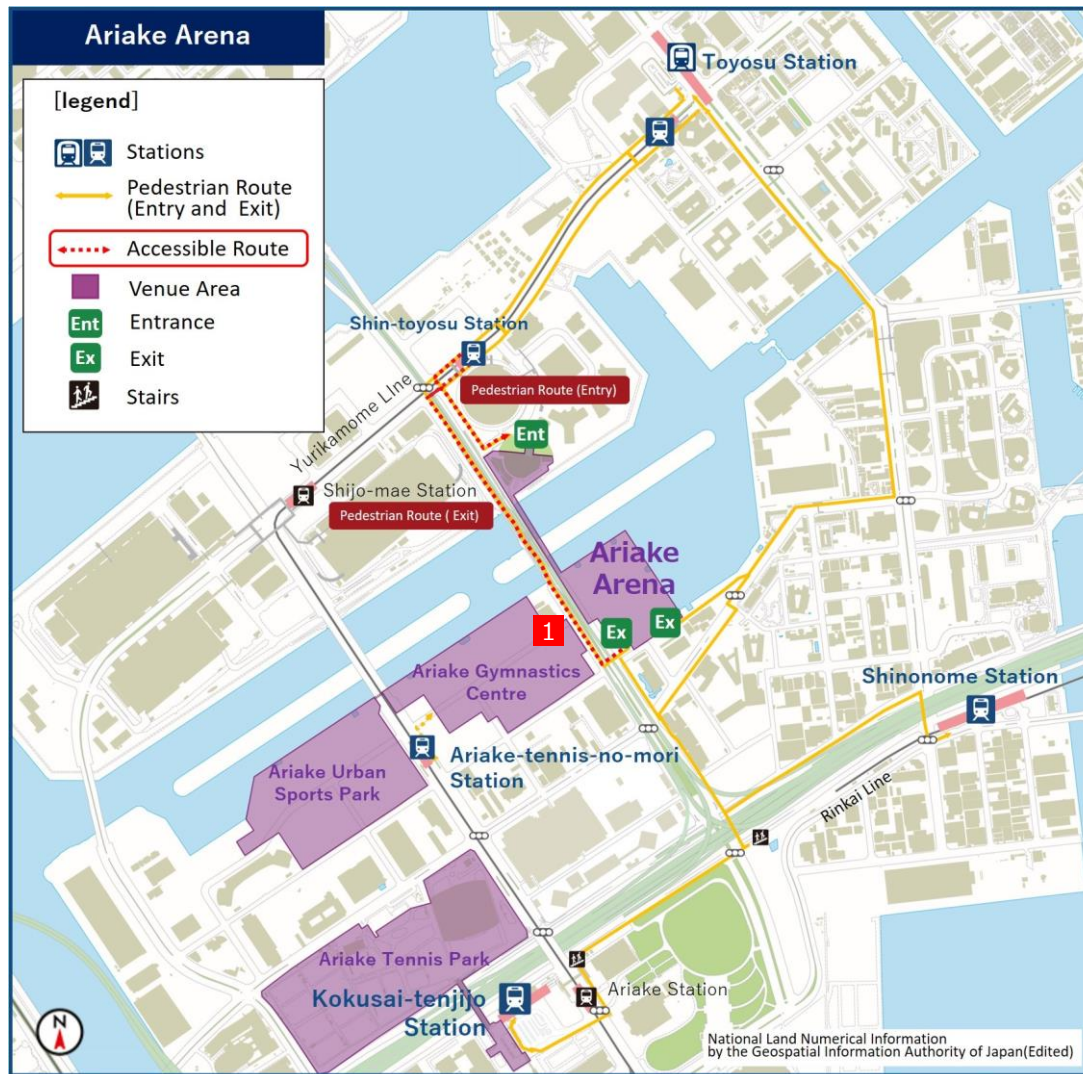 Ariake Arena
[legend]
Stations
Pedestrian Route
(Entry and Exit)
Accessible Route
Venue Area
Ent
Entrance
Ex
Exit
Stairs
Toyosu Station
Shin-toyosu Station
Pedestrian Route (Entry)
Yurikamome LIne
Ent
Shijo-mae Station
Pedestrian Route ( Exit)
Ariake
Arena
1
Ex
Ex
Ariake Gymnastics
Centre
Shinonome Station
Ariake-tennis-no-mori
Station
Ariake Urban
Sports Park
Rinkai Line
Ariake Tennis Park
Kokusai-tenjijo
Station
Ariake Station
N
National Land Numerical Information
by the Geospatial Information Authority of Japan(Edited)